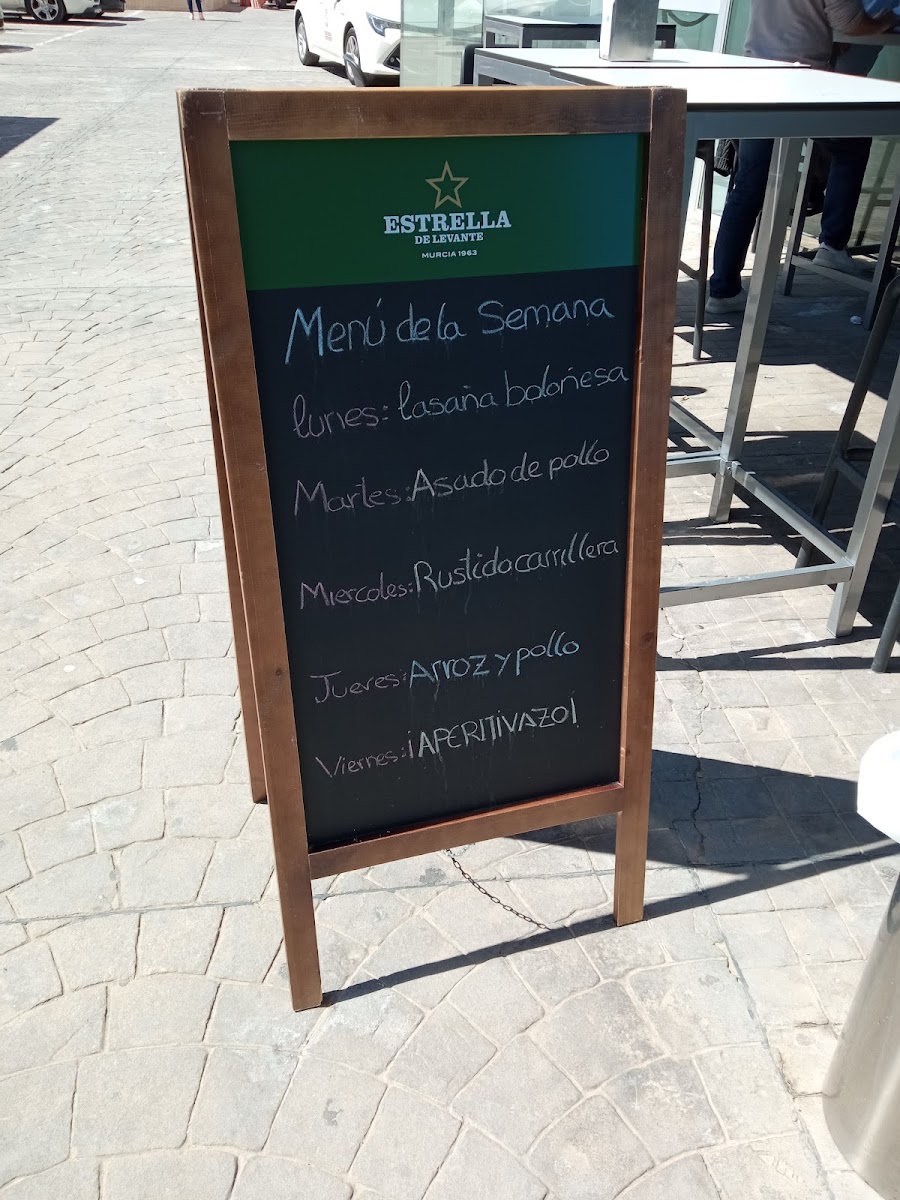 ESTRELLA
DE LEVANTE
MURCIA 1963
Menú de la Semana
lunes: lasaña boloñesa
Martes: Asado de pollo
Miercoles: Rustido carrillera
Jueves: Arroz y pollo
Viernes: ¡APERITIVAZO!